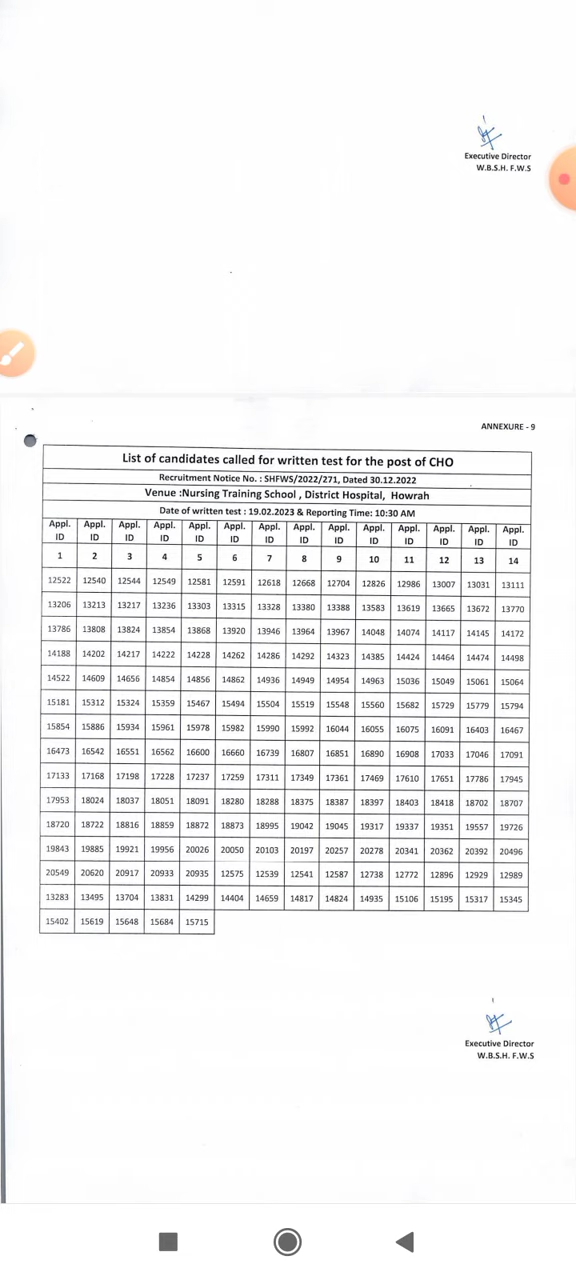 Executive Director
W.B.S.H. F.W.S
ANNEXURE - 9
List of candidates called for written test for the post of CHO
Recruitment Notice No. : SHFWS/2022/271, Dated 30.12.2022
Venue :Nursing Training School , District Hospital, Howrah
Date of written test : 19.02.2023 & Reporting Time: 10:30 AM
Appl. Appl. Appl. Appl. Appl. Appl. Appl. Appl. Appl. Appl. Appl. Appl. Appl. Appl.
ID ID ID ID ID ID ID ID ID ID ID ID ID ID
1 2 3 4 5 6 7 8 9 10 11 12 13 14
12522 12540 12544 12549 12581 12591 12618 12668 12704 12826 12986 13007 13031 13111
13206 13213 13217 13236 13303 13315 13328 13380 13388 13583 13619 13665 13672 13770
13786 13808 13824 13854 13868 13920 13946 13964 13967 14048 14074 14117 14145 14172
14188 14202 14217 14222 14228 14262 14286 14292 14323 14385 14424 14464 14474 14498
14522 14609 14656 14854 14856 14862 14936 14949 14954 14963 15036 15049 15061 15064
15181 15312 15324 15359 15467 15494 15504 15519 15548 15560 15682 15729 15779 15794
15854 15886 15934 15961 15978 15982 15990 15992 16044 16055 16075 16091 16403 16467
16473 16542 16551 16562 16600 16660 16739 16807 16851 16890 16908 17033 17046 17091
17133 17168 17198 17228 17237 17259 17311 17349 17361 17469 17610 17651 17786 17945
17953 18024 18037 18051 18091 18280 18288 18375 18387 18397 18403 18418 18702 18707
18720 18722 18816 18859 18872 18873 18995 19042 19045 19317 19337 19351 19557 19726
19843 19885 19921 19956 20026 20050 20103 20197 20257 20278 20341 20362 20392 20496
20549 20620 20917 20933 20935 12575 12539 12541 12587 12738 12772 12896 12929 12989
13283 13495 13704 13831 14299 14404 14659 14817 14824 14935 15106 15195 15317 15345
15402 15619 15648 15684 15715
Executive Director
W.B.S.H. F.W.S